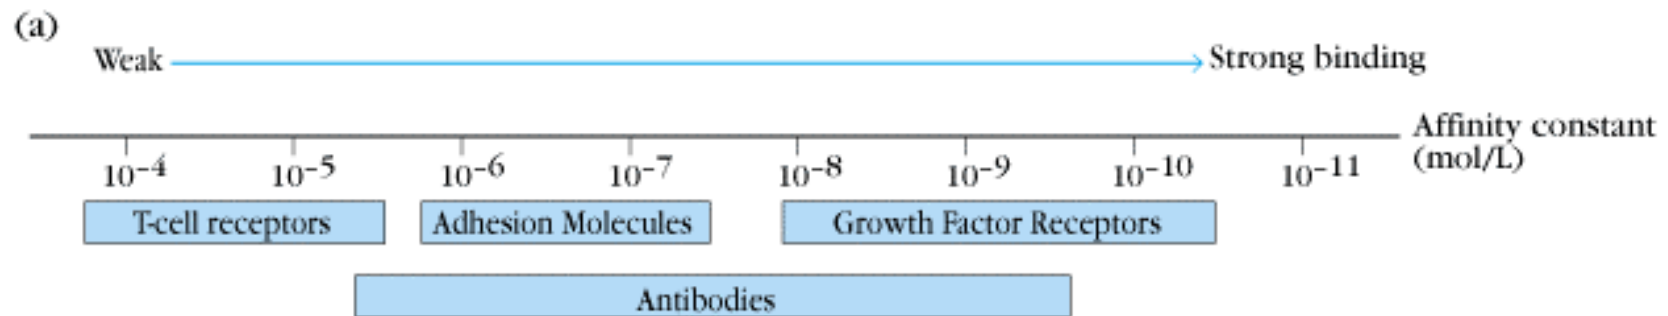 (a)
Weak Strong binding
Affinity constant
(mol/L)
10-4 10-5 10-6 10-7 10-8 10-9 10-10 10-11
T-cell receptors Adhesion Molecules Growth Factor Receptors
Antibodies